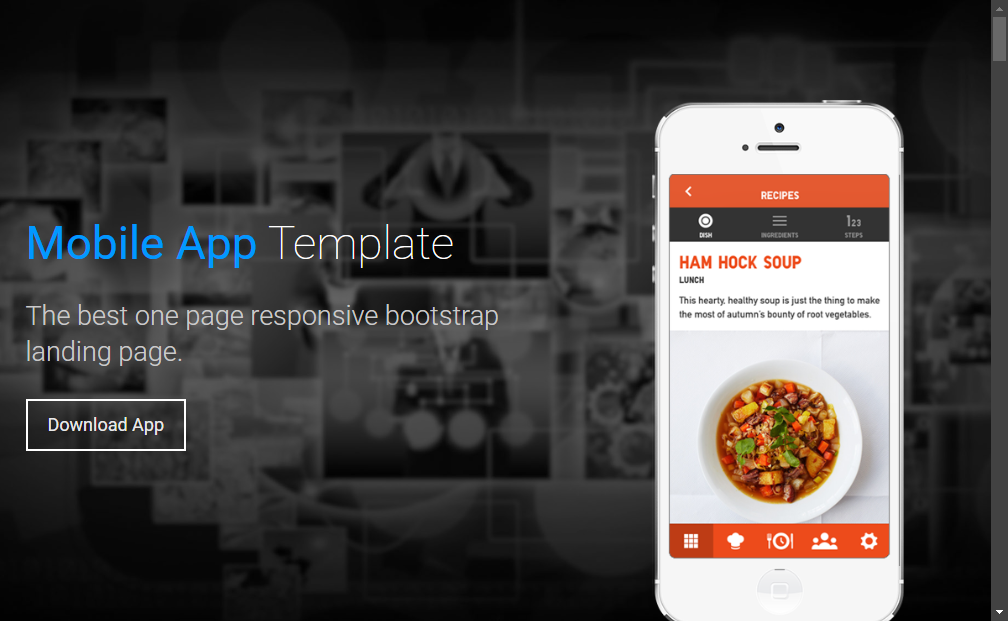 Mobile App Template
The best one page responsive bootstrap
landing page.
Download App
RECIPES
DISH
INGREDIENTS
123
STEPS
HAM HOCK SOUP
LUNCH
This hearty, healthy soup is just the thing to make
the most of autumn's bounty of root vegetables.